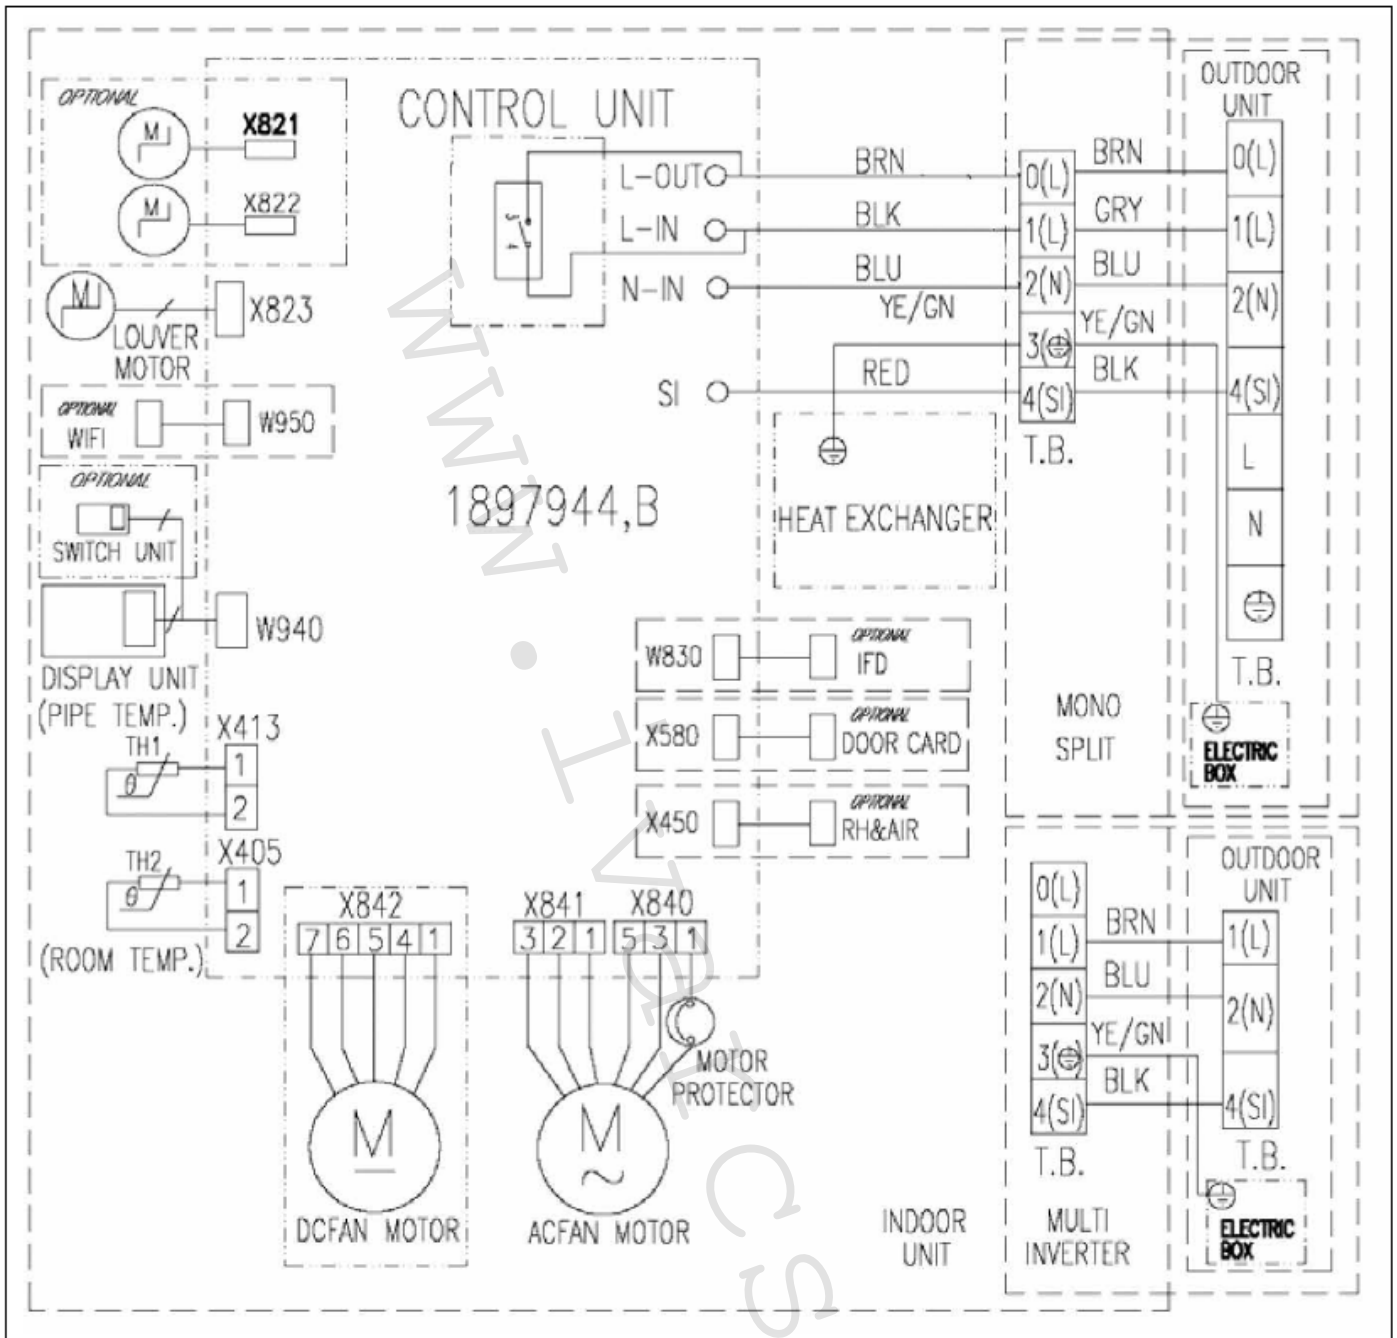 OPTIONAL
M
X821
M
X822
M
LOUVER
MOTOR
X823
OPTIONAL
WIFI
W950
OPTIONAL
SWITCH UNIT
W940
DISPLAY UNIT
(PIPE TEMP.)
TH1
θ
X413
1
2
TH2
θ
X405
1
2
(ROOM TEMP.)
CONTROL UNIT
3
4
L-OUT
L-IN
N-IN
SI
BRN
BLK
BLU
YE/GN
RED
1897944,B
HEAT EXCHANGER
W830
OPTIONAL
IFD
X580
OPTIONAL
DOOR CARD
X450
OPTIONAL
RH&AIR
X842
7 6 5 4 1
M
DCFAN MOTOR
X841
3 2 1
X840
5 3 1
MOTOR
PROTECTOR
M
~
ACFAN MOTOR
INDOOR
UNIT
0(L)
1(L)
2(N)
3(⏚)
4(SI)
T.B.
BRN
GRY
BLU
YE/GN
BLK
MONO
SPLIT
OUTDOOR
UNIT
0(L)
1(L)
2(N)
4(SI)
L
N
T.B.
ELECTRIC
BOX
0(L)
1(L)
2(N)
3(⏚)
4(SI)
T.B.
BRN
BLU
YE/GN
BLK
MULTI
INVERTER
OUTDOOR
UNIT
1(L)
2(N)
4(SI)
T.B.
ELECTRIC
BOX